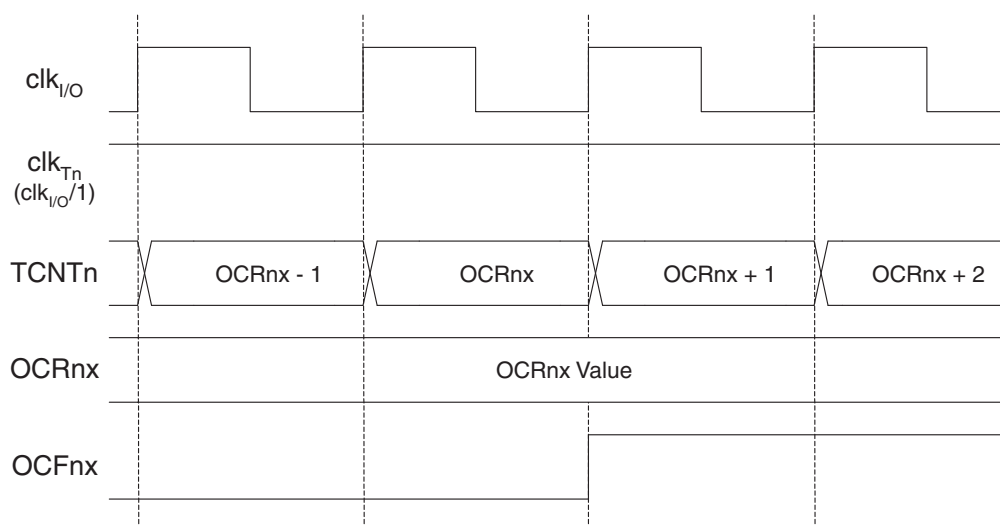 clkI/O
clkTn
(clkI/O/1)
TCNTn
OCRnx - 1
OCRnx
OCRnx + 1
OCRnx + 2
OCRnx
OCRnx Value
OCFnx